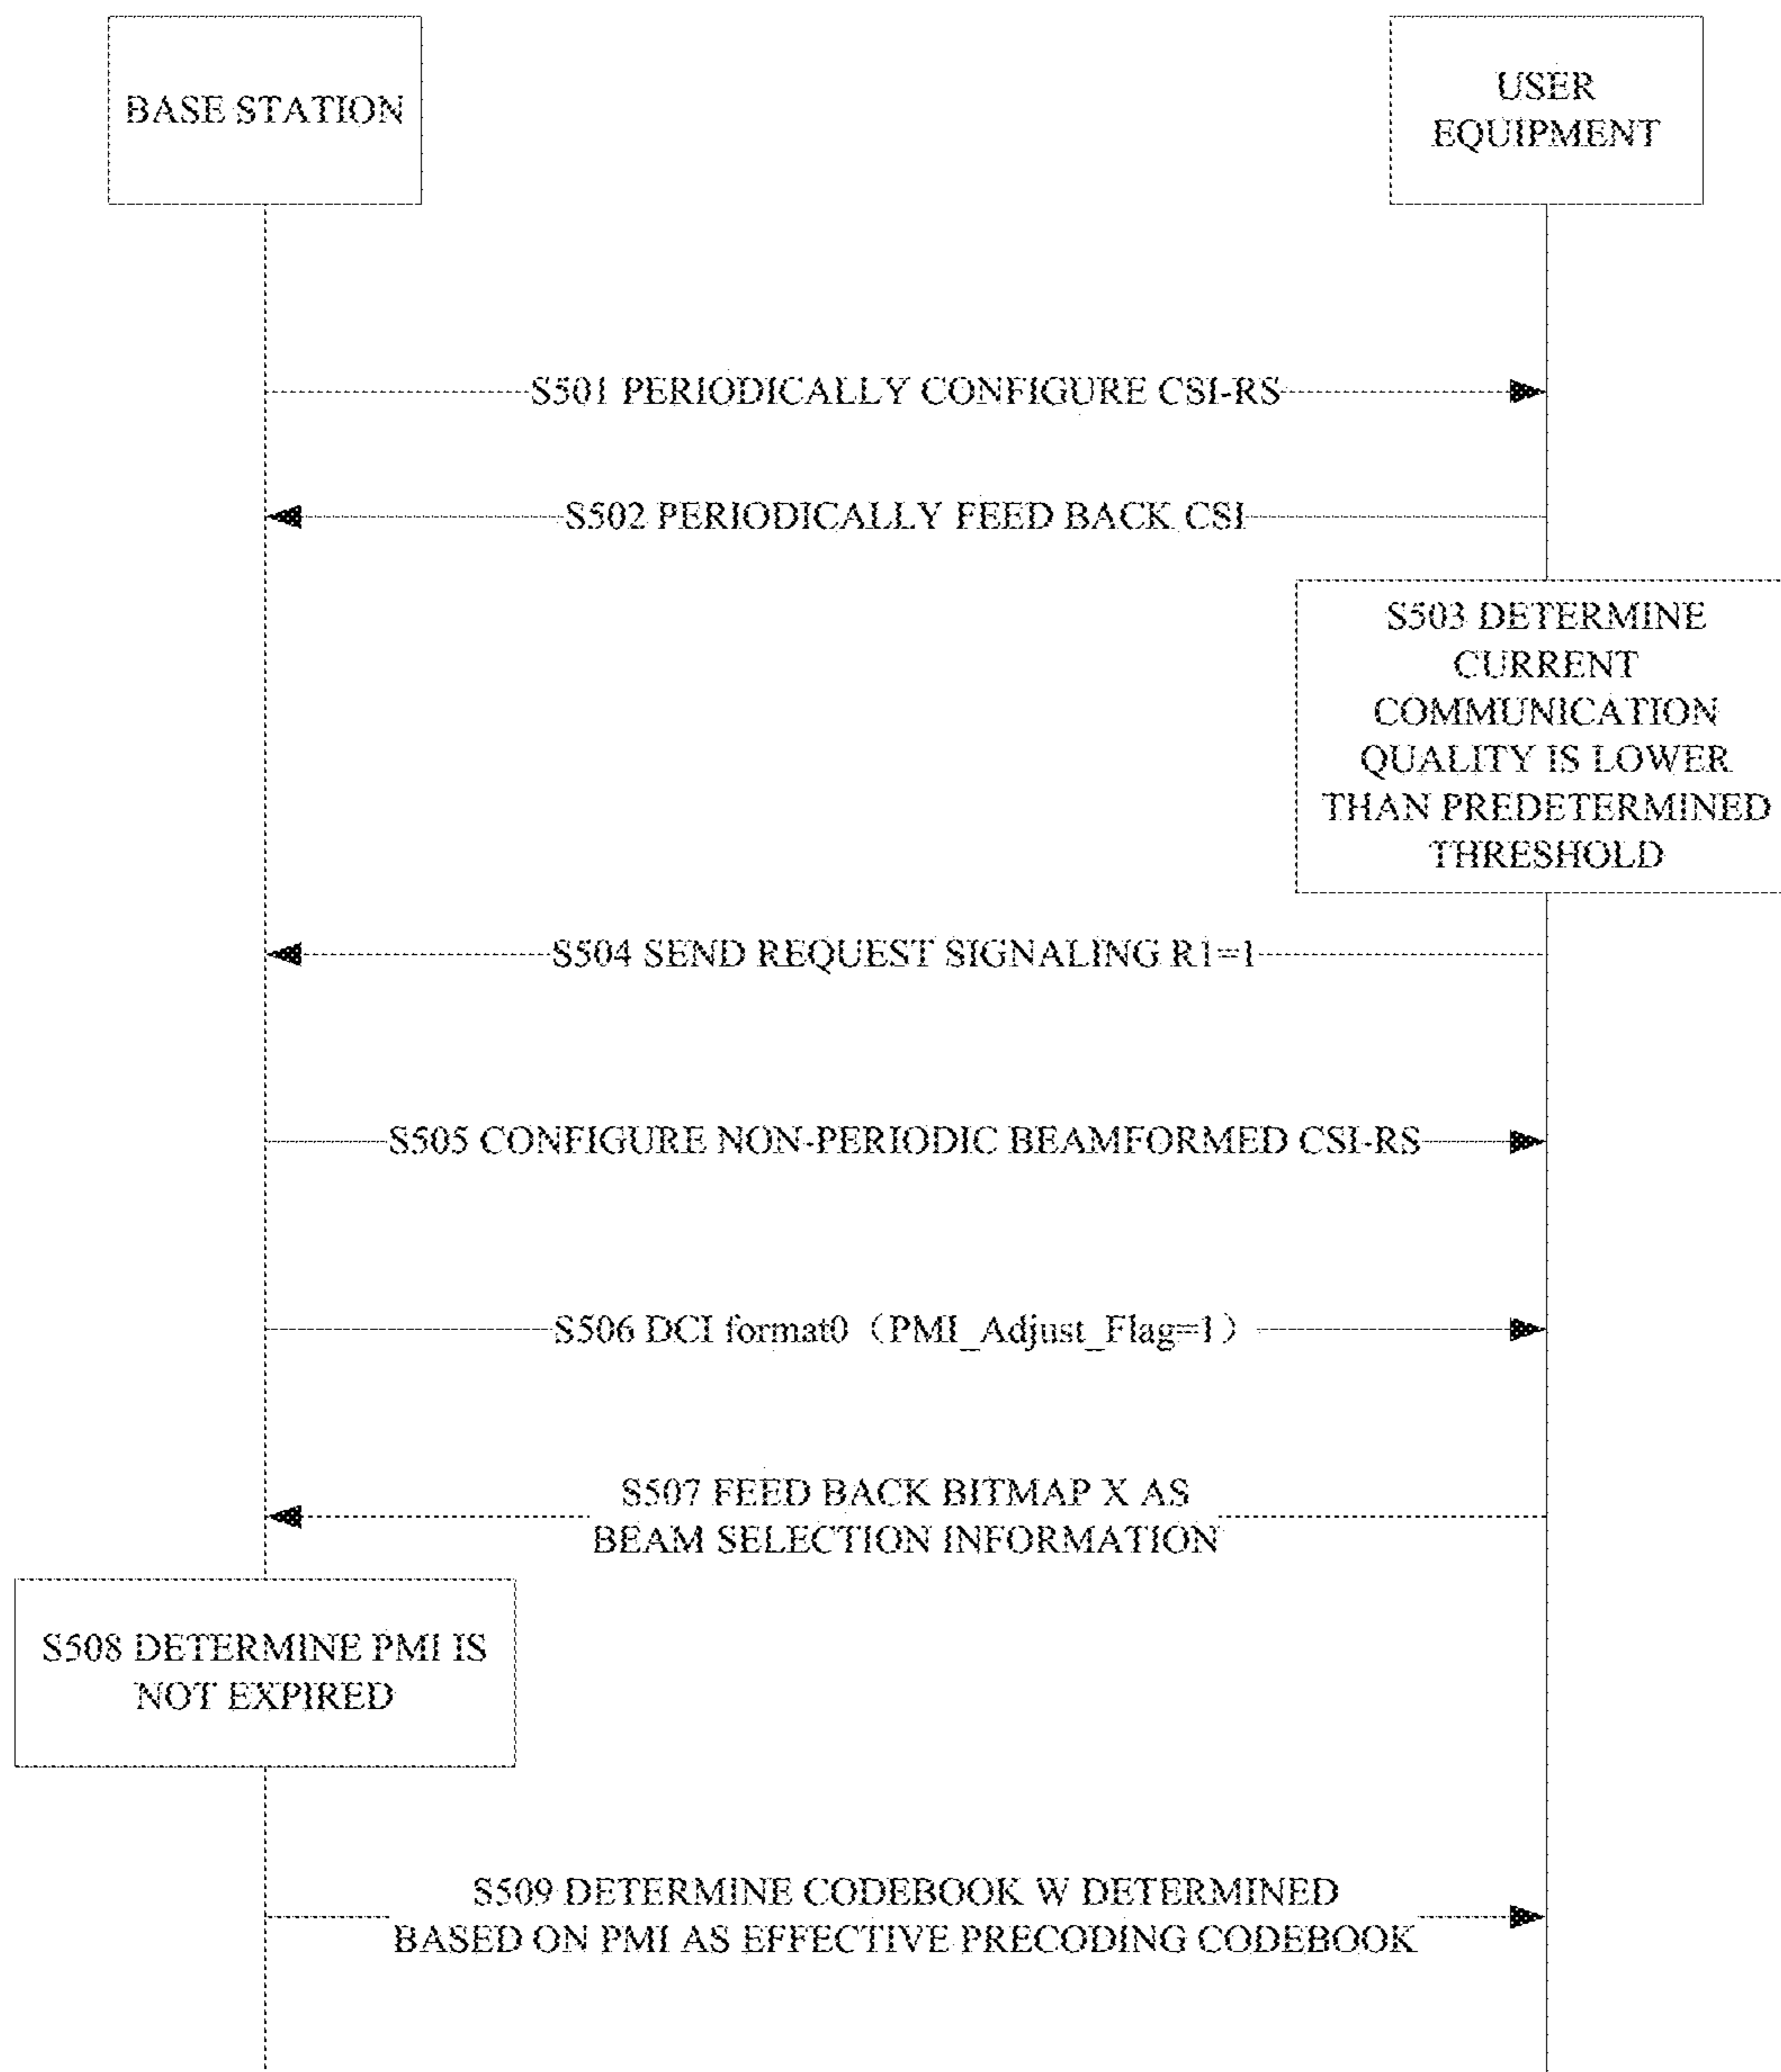 BASE STATION
USER
EQUIPMENT
S501 PERIODICALLY CONFIGURE CSI-RS
S502 PERIODICALLY FEED BACK CSI
S503 DETERMINE
CURRENT
COMMUNICATION
QUALITY IS LOWER
THAN PREDETERMINED
THRESHOLD
S504 SEND REQUEST SIGNALING R1=1
S505 CONFIGURE NON-PERIODIC BEAMFORMED CSI-RS
S506 DCI format0（PMI_Adjust_Flag=1）
S507 FEED BACK BITMAP X AS
BEAM SELECTION INFORMATION
S508 DETERMINE PMI IS
NOT EXPIRED
S509 DETERMINE CODEBOOK W DETERMINED
BASED ON PMI AS EFFECTIVE PRECODING CODEBOOK